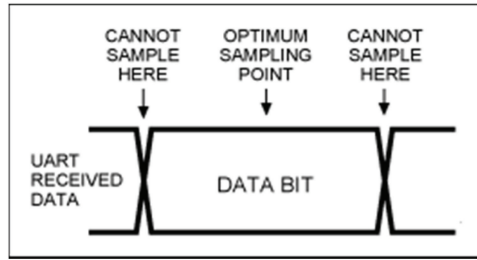 CANNOT
SAMPLE
HERE
OPTIMUM
SAMPLING
POINT
CANNOT
SAMPLE
HERE
UART
RECEIVED
DATA
DATA BIT